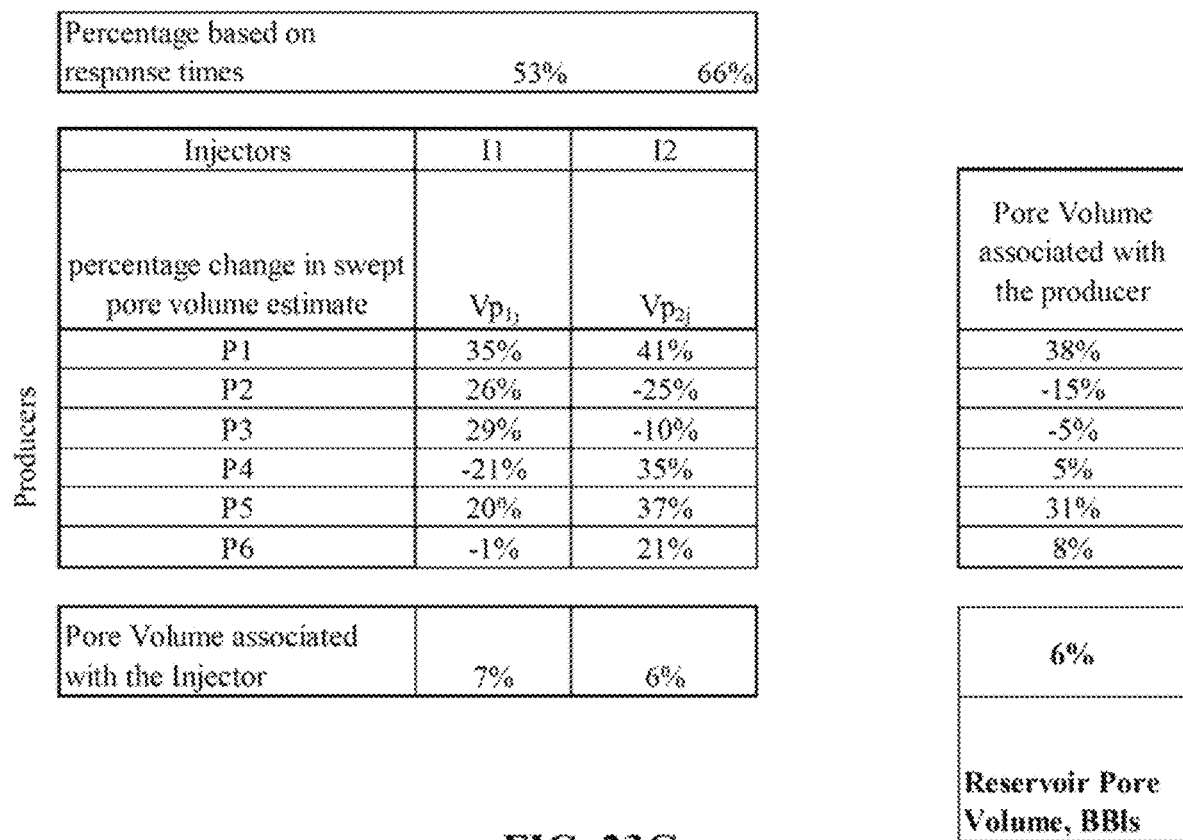 Percentage based on
response times 53% 66%
Injectors I1 I2
percentage change in swept
pore volume estimate Vp1j Vp2j
Pore Volume
associated with
the producer
Producers
P1 35% 41% 38%
P2 26% -25% -15%
P3 29% -10% -5%
P4 -21% 35% 5%
P5 20% 37% 31%
P6 -1% 21% 8%
Pore Volume associated
with the Injector 7% 6%
6%
Reservoir Pore
Volume, BBls